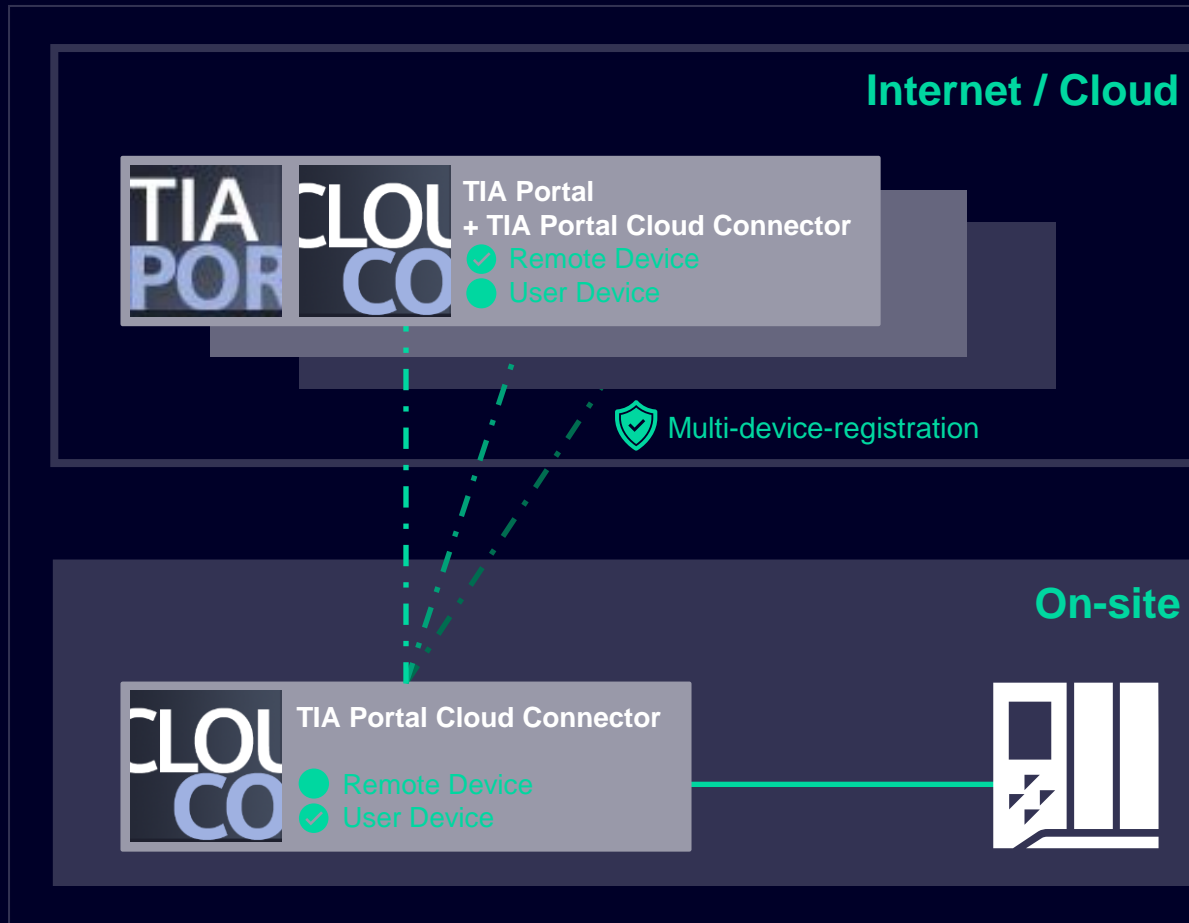 Internet / Cloud
TIA
POR
CLOU
CO
TIA Portal
+ TIA Portal Cloud Connector
Remote Device
User Device
Multi-device-registration
On-site
CLOU
CO
TIA Portal Cloud Connector
Remote Device
User Device